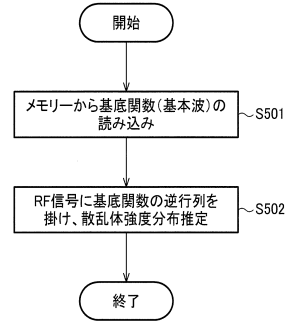 開始
メモリーから基底関数(基本波)の
読み込み
S501
RF信号に基底関数の逆行列を
掛け、散乱体強度分布推定
S502
終了